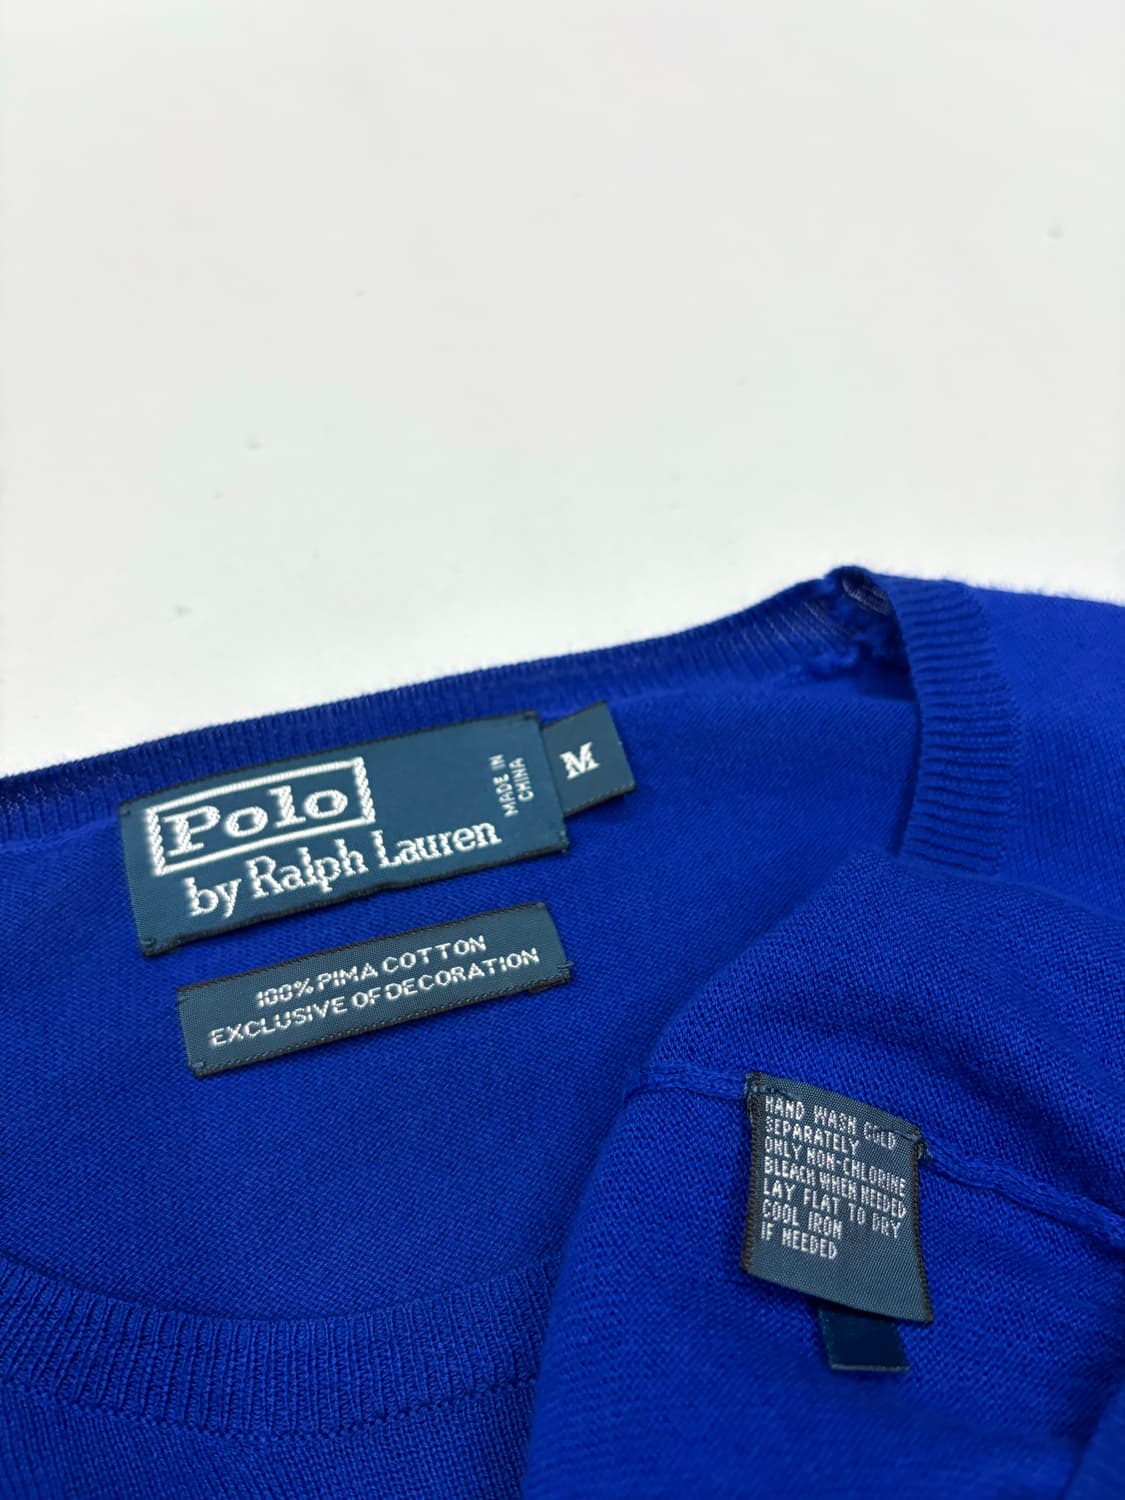 Polo
by Ralph Lauren
MADE IN
CHINA
M
100% PIMA COTTON
EXCLUSIVE OF DECORATION
HAND WASH COLD
SEPARATELY
ONLY NON-CHLORINE
BLEACH WHEN NEEDED
LAY FLAT TO DRY
COOL IRON
IF NEEDED